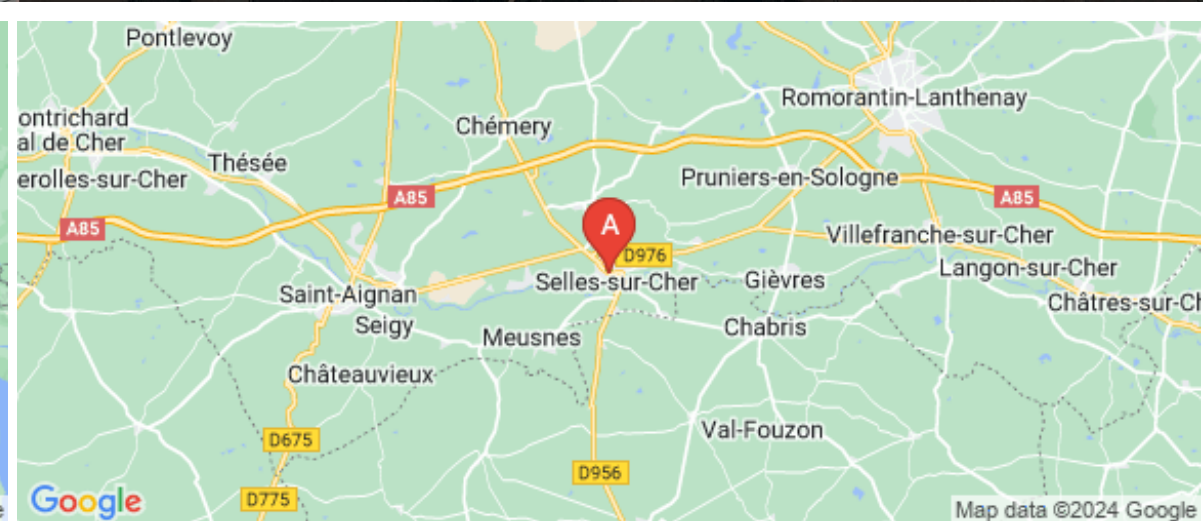 Pontlevoy
Romorantin-Lanthenay
ontrichard
al de Cher
Chémery
Thésée
erolles-sur-Cher
Pruniers-en-Sologne
A85
A85
A85
A
Villefranche-sur-Cher
D976
Langon-sur-Cher
Selles-sur-Cher
Gièvres
Saint-Aignan
Châtres-sur-Ch
Seigy
Meusnes
Chabris
Châteauvieux
Val-Fouzon
D675
D956
D775
Google
Map data ©2024 Google
e